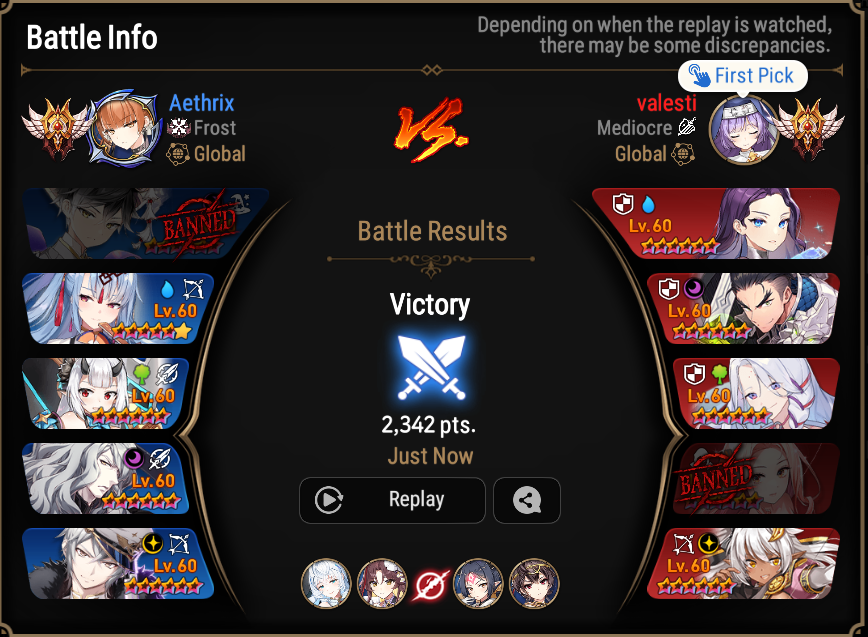 Battle Info
Depending on when the replay is watched,
there may be some discrepancies.
First Pick
Aethrix
Frost
Global
VS.
valesti
Mediocre
Global
BANNED
Lv.60
Lv.60
Lv.60
Lv.60
Battle Results
Victory
2,342 pts.
Just Now
Replay
Lv.60
Lv.60
Lv.60
BANNED
Lv.60